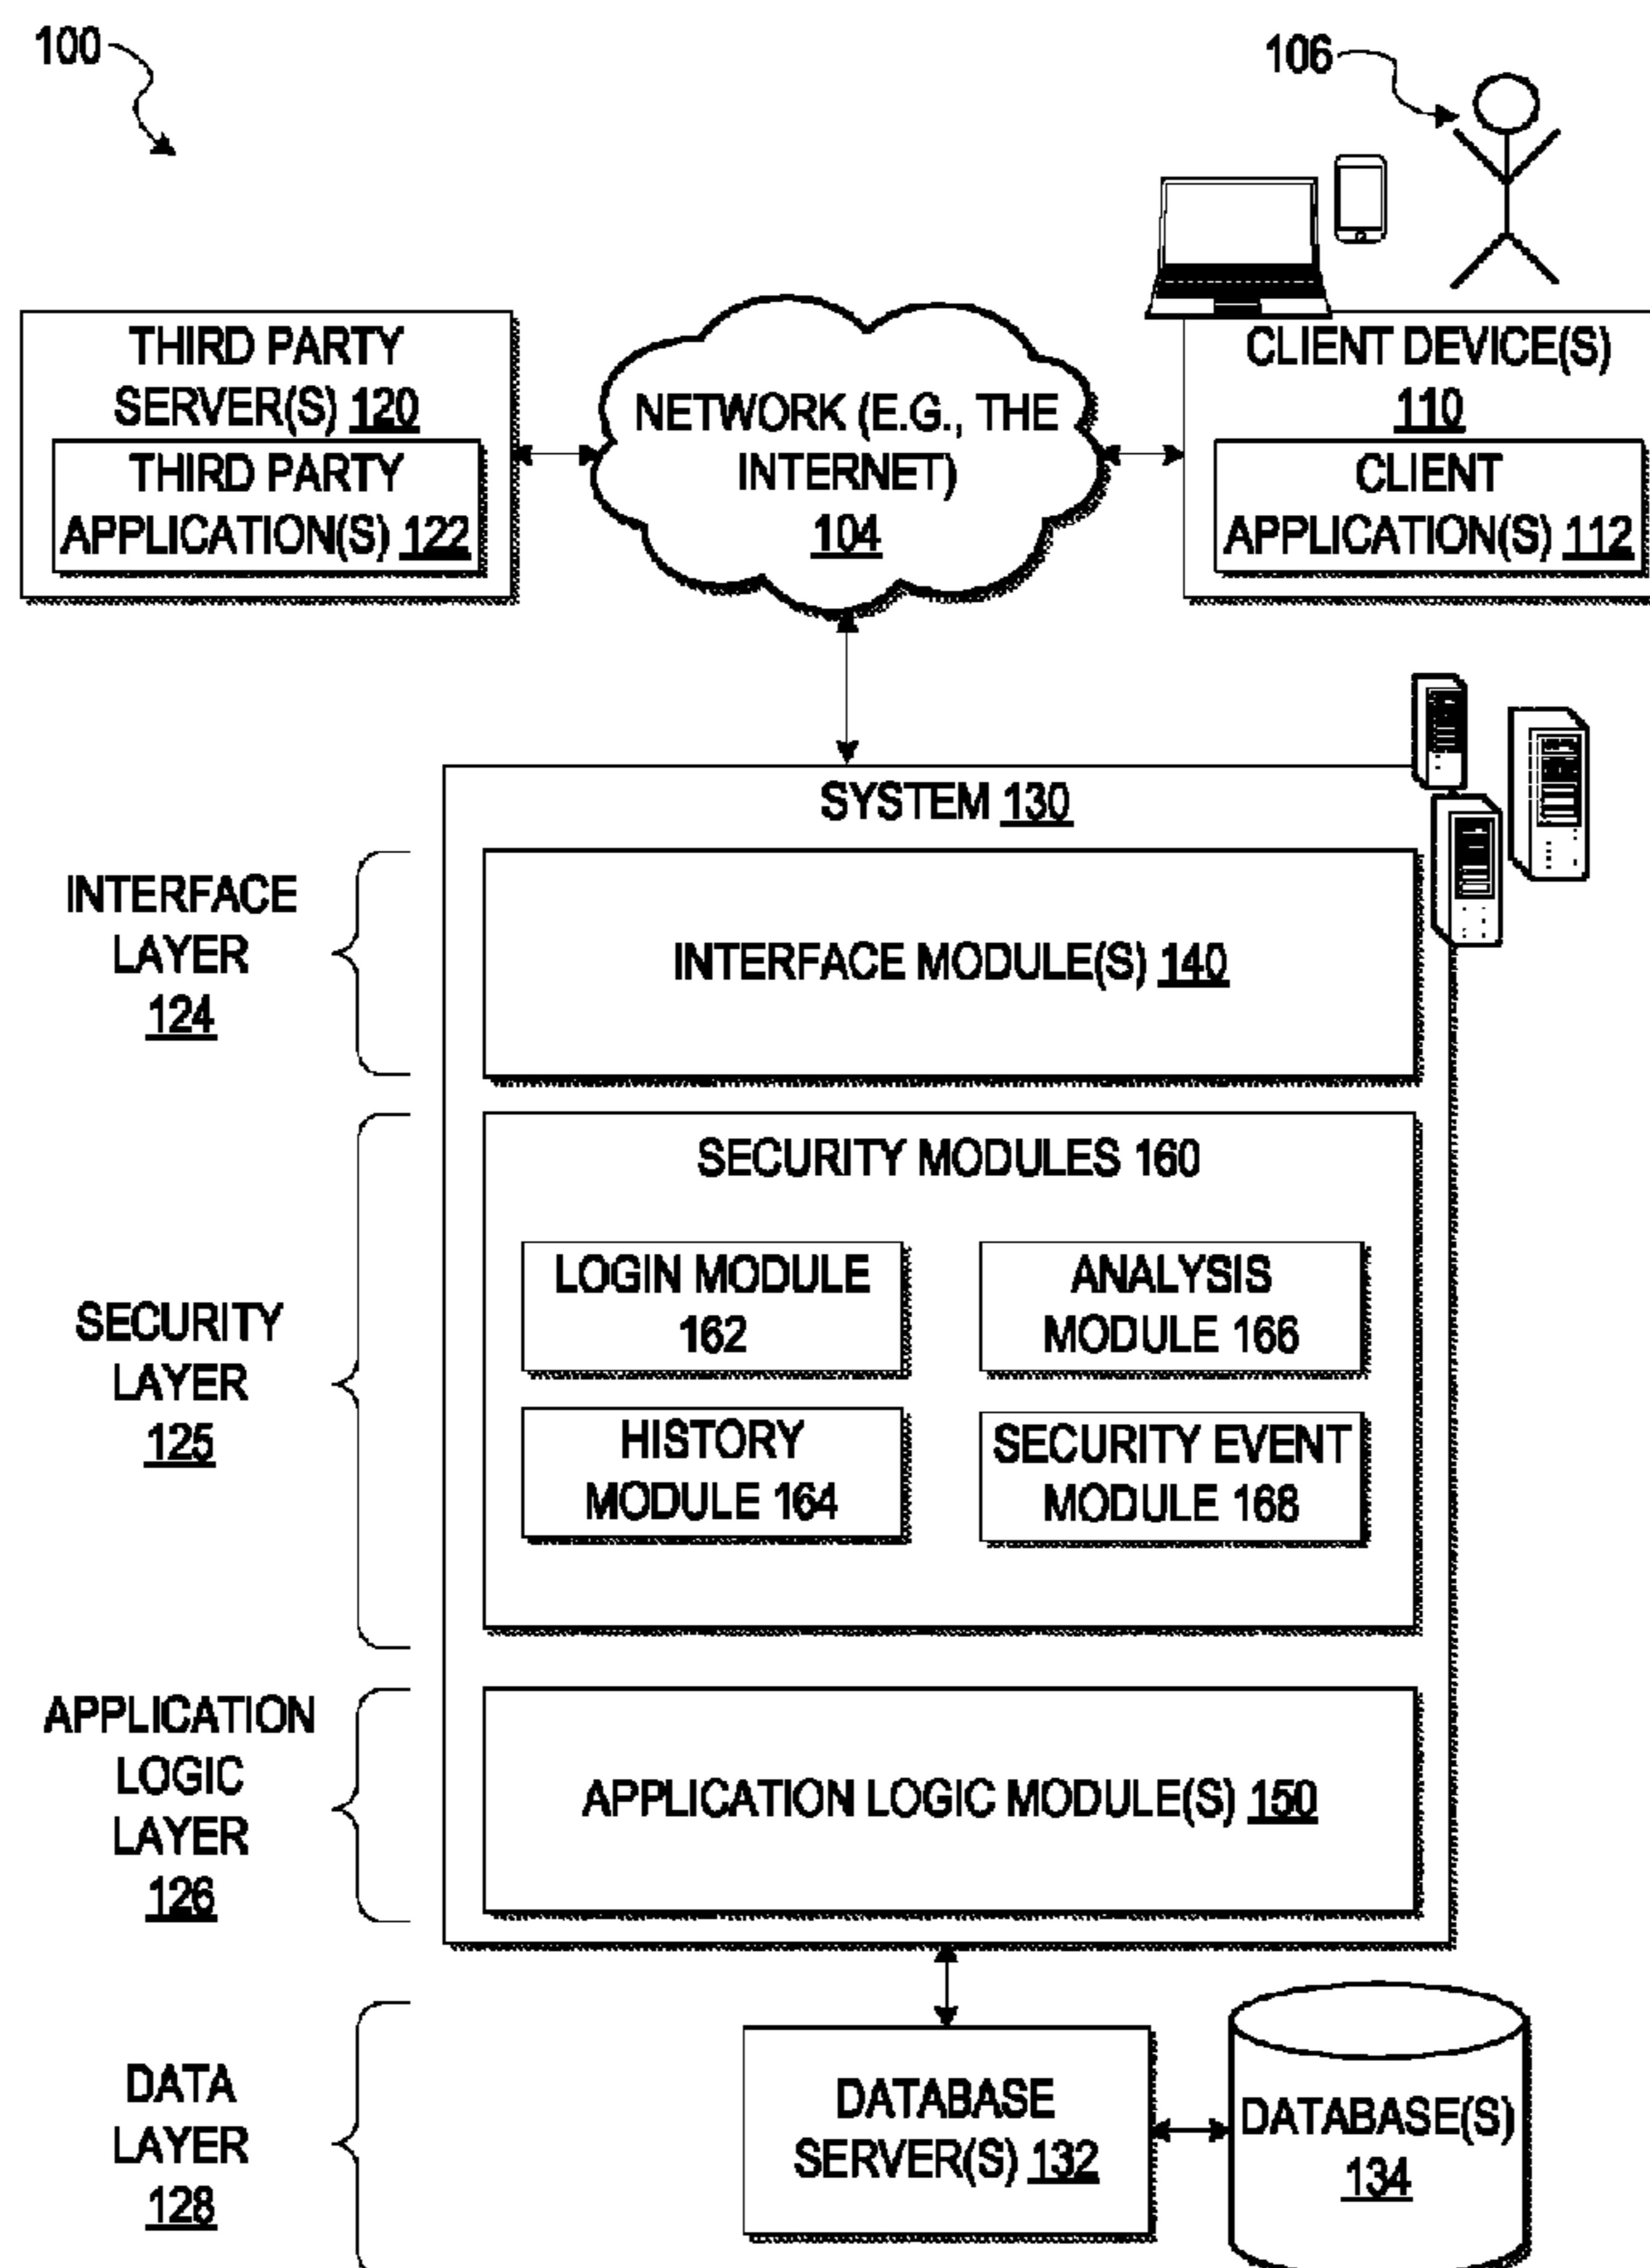 100
106
THIRD PARTY
SERVER(S) 120
THIRD PARTY
APPLICATION(S) 122
NETWORK (E.G., THE
INTERNET)
104
CLIENT DEVICE(S)
110
CLIENT
APPLICATION(S) 112
SYSTEM 130
INTERFACE
LAYER
124
INTERFACE MODULE(S) 140
SECURITY
LAYER
125
SECURITY MODULES 160
LOGIN MODULE
162
ANALYSIS
MODULE 166
HISTORY
MODULE 164
SECURITY EVENT
MODULE 168
APPLICATION
LOGIC
LAYER
126
APPLICATION LOGIC MODULE(S) 150
DATA
LAYER
128
DATABASE
SERVER(S) 132
DATABASE(S)
134